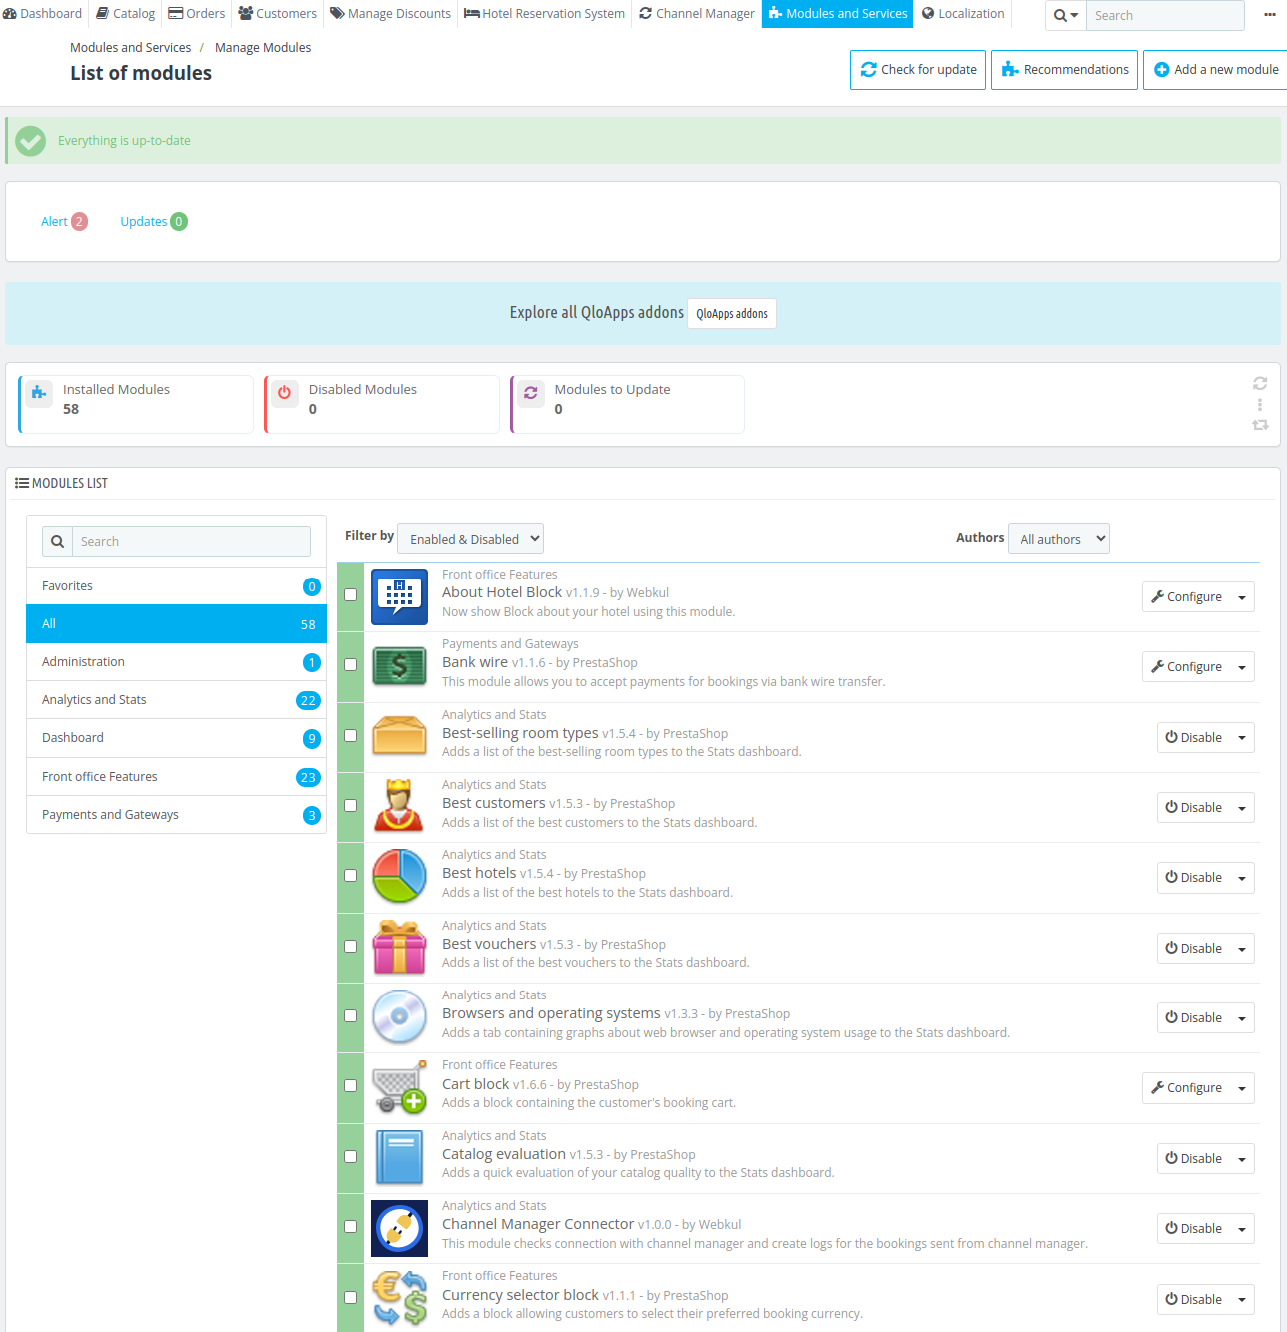 Dashboard Catalog Orders Customers Manage Discounts Hotel Reservation System Channel Manager Modules and Services Localization Search
Modules and Services / Manage Modules
List of modules
Check for update Recommendations Add a new module
Everything is up-to-date
Alert 2 Updates 0
Explore all QloApps addons QloApps addons
Installed Modules
58
Disabled Modules
0
Modules to Update
0
MODULES LIST
Search
Favorites 0
All 58
Administration 1
Analytics and Stats 22
Dashboard 9
Front office Features 23
Payments and Gateways 3
Filter by Enabled & Disabled Authors All authors
Front office Features
About Hotel Block v1.1.9 - by Webkul
Now show Block about your hotel using this module.
Configure
Payments and Gateways
Bank wire v1.1.6 - by PrestaShop
This module allows you to accept payments for bookings via bank wire transfer.
Configure
Analytics and Stats
Best-selling room types v1.5.4 - by PrestaShop
Adds a list of the best-selling room types to the Stats dashboard.
Disable
Analytics and Stats
Best customers v1.5.3 - by PrestaShop
Adds a list of the best customers to the Stats dashboard.
Disable
Analytics and Stats
Best hotels v1.5.4 - by PrestaShop
Adds a list of the best hotels to the Stats dashboard.
Disable
Analytics and Stats
Best vouchers v1.5.3 - by PrestaShop
Adds a list of the best vouchers to the Stats dashboard.
Disable
Analytics and Stats
Browsers and operating systems v1.3.3 - by PrestaShop
Adds a tab containing graphs about web browser and operating system usage to the Stats dashboard.
Disable
Front office Features
Cart block v1.6.6 - by PrestaShop
Adds a block containing the customer's booking cart.
Configure
Analytics and Stats
Catalog evaluation v1.5.3 - by PrestaShop
Adds a quick evaluation of your catalog quality to the Stats dashboard.
Disable
Analytics and Stats
Channel Manager Connector v1.0.0 - by Webkul
This module checks connection with channel manager and create logs for the bookings sent from channel manager.
Disable
Front office Features
Currency selector block v1.1.1 - by PrestaShop
Adds a block allowing customers to select their preferred booking currency.
Disable